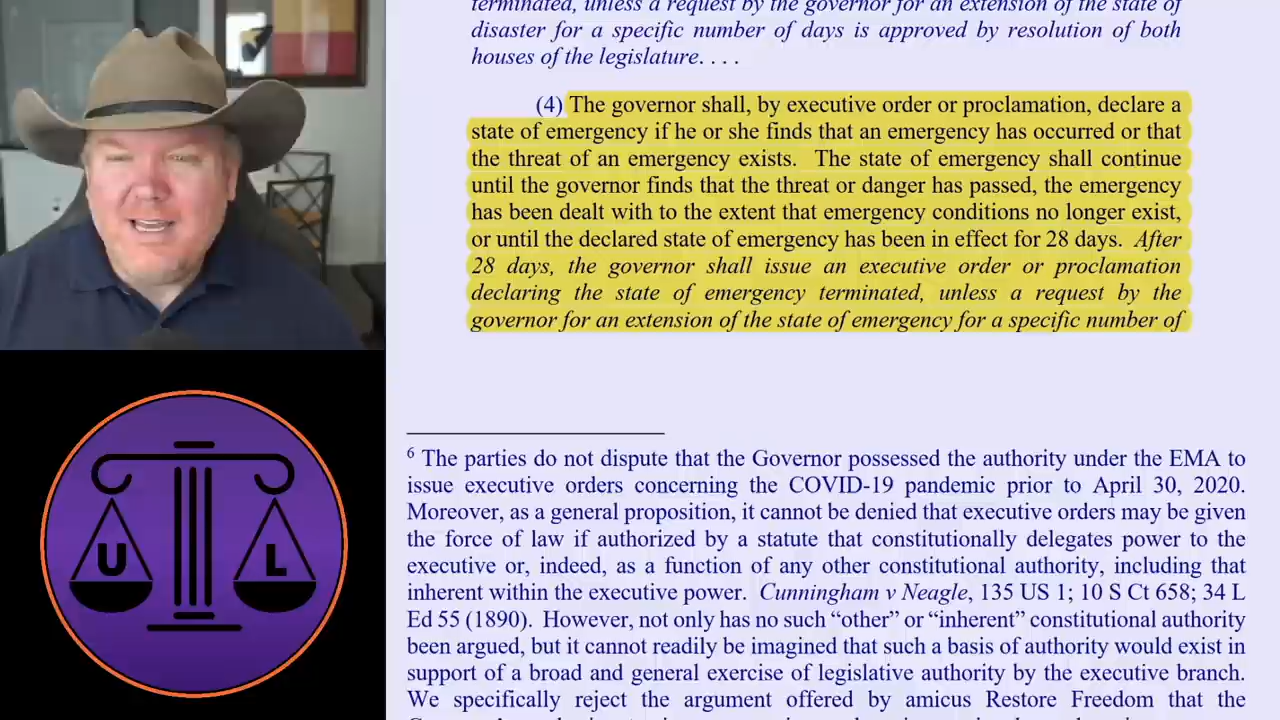 terminated, unless a request by the governor for an extension of the state of
disaster for a specific number of days is approved by resolution of both
houses of the legislature. . . .
(4) The governor shall, by executive order or proclamation, declare a
state of emergency if he or she finds that an emergency has occurred or that
the threat of an emergency exists. The state of emergency shall continue
until the governor finds that the threat or danger has passed, the emergency
has been dealt with to the extent that emergency conditions no longer exist,
or until the declared state of emergency has been in effect for 28 days. After
28 days, the governor shall issue an executive order or proclamation
declaring the state of emergency terminated, unless a request by the
governor for an extension of the state of emergency for a specific number of
6 The parties do not dispute that the Governor possessed the authority under the EMA to
issue executive orders concerning the COVID-19 pandemic prior to April 30, 2020.
Moreover, as a general proposition, it cannot be denied that executive orders may be given
the force of law if authorized by a statute that constitutionally delegates power to the
executive or, indeed, as a function of any other constitutional authority, including that
inherent within the executive power. Cunningham v Neagle, 135 US 1; 10 S Ct 658; 34 L
Ed 55 (1890). However, not only has no such “other” or “inherent” constitutional authority
been argued, but it cannot readily be imagined that such a basis of authority would exist in
support of a broad and general exercise of legislative authority by the executive branch.
We specifically reject the argument offered by amicus Restore Freedom that the
U L